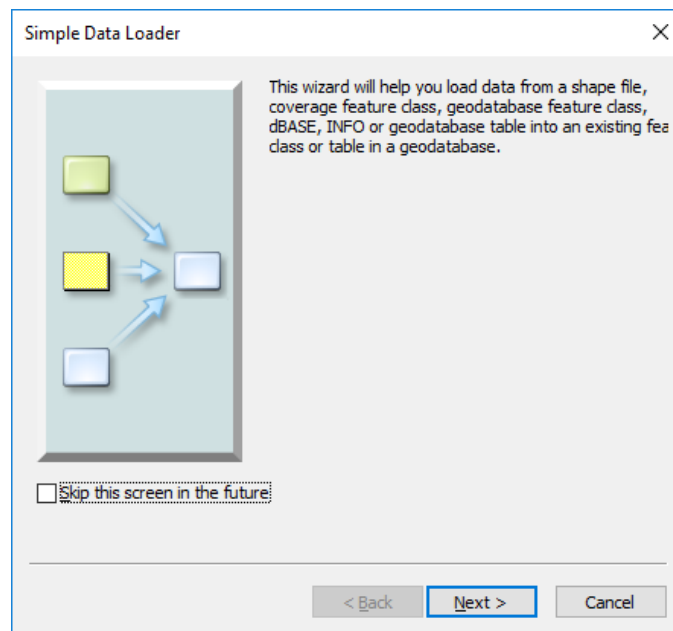 Simple Data Loader
This wizard will help you load data from a shape file,
coverage feature class, geodatabase feature class,
dBASE, INFO or geodatabase table into an existing fea
class or table in a geodatabase.
Skip this screen in the future
< Back
Next >
Cancel